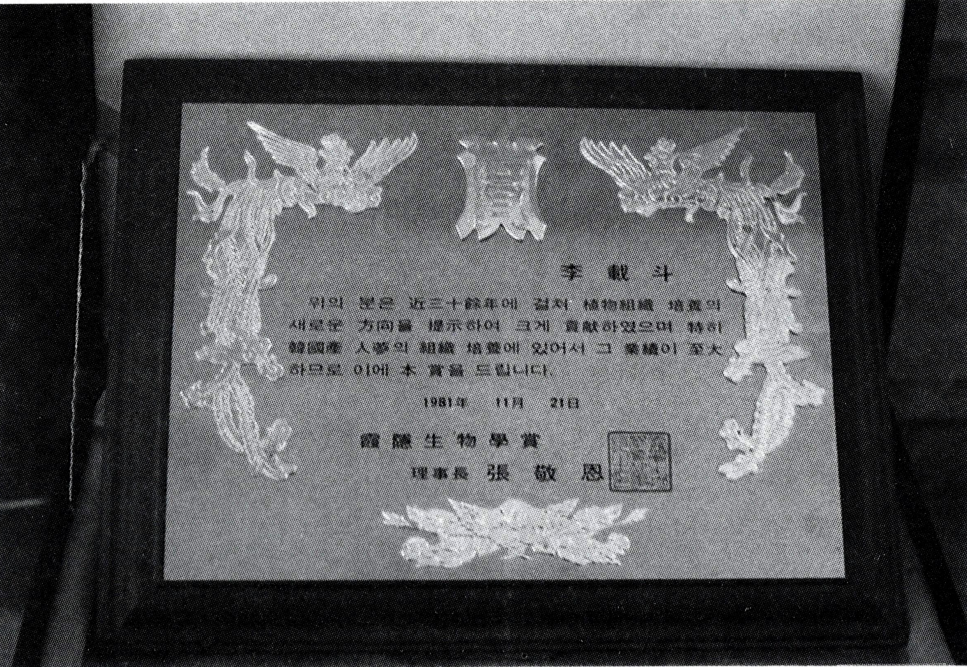 賞
李 載 斗
위의 분은 近三十餘年에 걸쳐 植物組織 培養의
새로운 方向을 提示하여 크게 貢献하였으며 特히
韓國產 人蔘의 組織 培養에 있어서 그 業績이 至大
하므로 이에 本 賞을 드립니다.
1981年 11月 21日
霞隱生物學賞
理事長 張 敬 恩